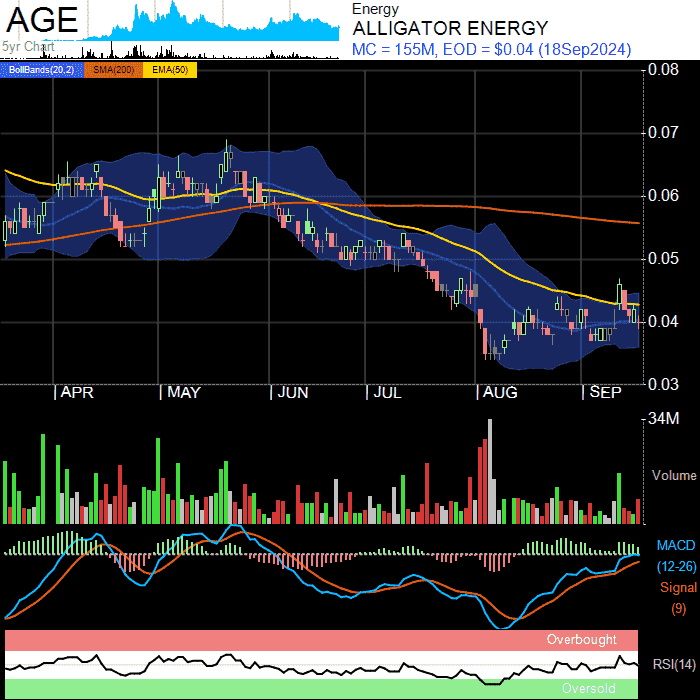 AGE
5yr Chart
Energy
ALLIGATOR ENERGY
MC = 155M, EOD = $0.04 (18Sep2024)
BollBands(20,2) SMA(200) EMA(50)
0.08
0.07
0.06
0.05
0.04
0.03
APR MAY JUN JUL AUG SEP
34M
Volume
MACD
(12-26)
Signal
(9)
Overbought
RSI(14)
Oversold